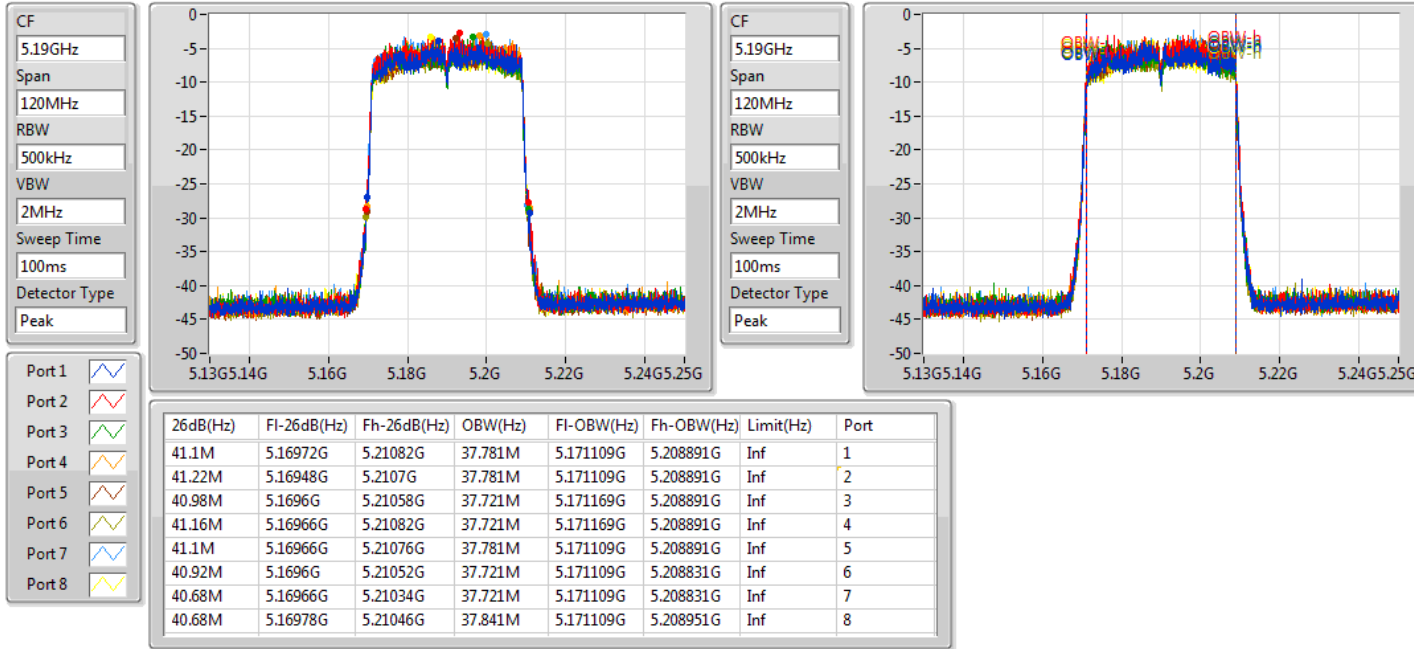 CF
5.19GHz
Span
120MHz
RBW
500kHz
VBW
2MHz
Sweep Time
100ms
Detector Type
Peak
0
-5
-10
-15
-20
-25
-30
-35
-40
-45
-50
5.13G 5.14G 5.16G 5.18G 5.2G 5.22G 5.24G 5.25G
CF
5.19GHz
Span
120MHz
RBW
500kHz
VBW
2MHz
Sweep Time
100ms
Detector Type
Peak
0
-5
-10
-15
-20
-25
-30
-35
-40
-45
-50
OBW-h
OBW-h
5.13G 5.14G 5.16G 5.18G 5.2G 5.22G 5.24G 5.25G
Port 1
Port 2
Port 3
Port 4
Port 5
Port 6
Port 7
Port 8
26dB(Hz) Fl-26dB(Hz) Fh-26dB(Hz) OBW(Hz) Fl-OBW(Hz) Fh-OBW(Hz) Limit(Hz) Port
41.1M 5.16972G 5.21082G 37.781M 5.171109G 5.208891G Inf 1
41.22M 5.16948G 5.2107G 37.781M 5.171109G 5.208891G Inf 2
40.98M 5.1696G 5.21058G 37.721M 5.171169G 5.208891G Inf 3
41.16M 5.16966G 5.21082G 37.721M 5.171169G 5.208891G Inf 4
41.1M 5.16966G 5.21076G 37.781M 5.171109G 5.208891G Inf 5
40.92M 5.1696G 5.21052G 37.721M 5.171109G 5.208831G Inf 6
40.68M 5.16966G 5.21034G 37.721M 5.171109G 5.208831G Inf 7
40.68M 5.16978G 5.21046G 37.841M 5.171109G 5.208951G Inf 8